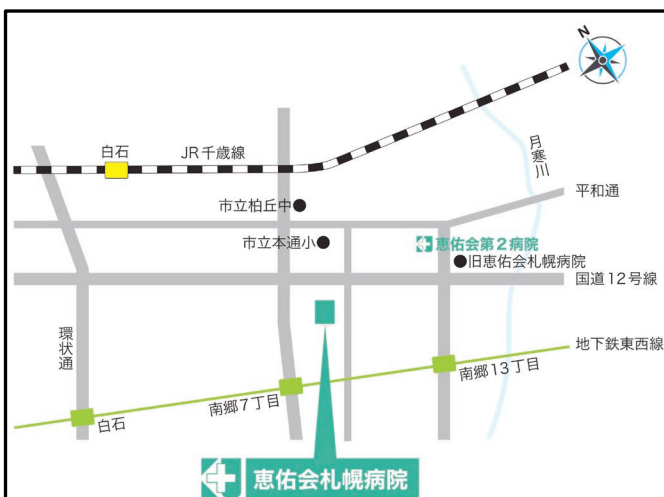 N
白石
JR千歳線
月寒川
平和通
市立柏丘中
市立本通小
恵佑会第2病院
旧恵佑会札幌病院
国道12号線
環状通
地下鉄東西線
南郷13丁目
南郷7丁目
白石
恵佑会札幌病院